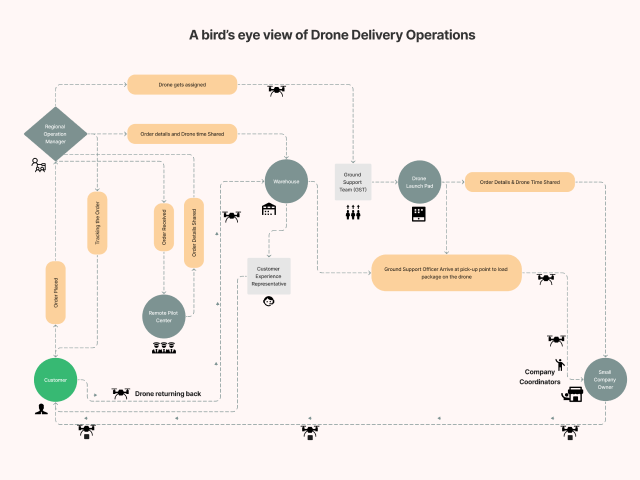 A bird's eye view of Drone Delivery Operations
Drone gets assigned
Regional
Operation
Manager
Order details and Drone time Shared
Warehouse
Ground
Support
Team (GST)
Drone
Launch Pad
Order Details & Drone Time Shared
Tracking the Order
Order Received
Order Details Shared
Order Placed
Customer
Experience
Representative
Ground Support Officer Arrive at pick-up point to load
package on the drone
Remote Pilot
Center
Customer
Drone returning back
Company
Coordinators
Small
Company
Owner